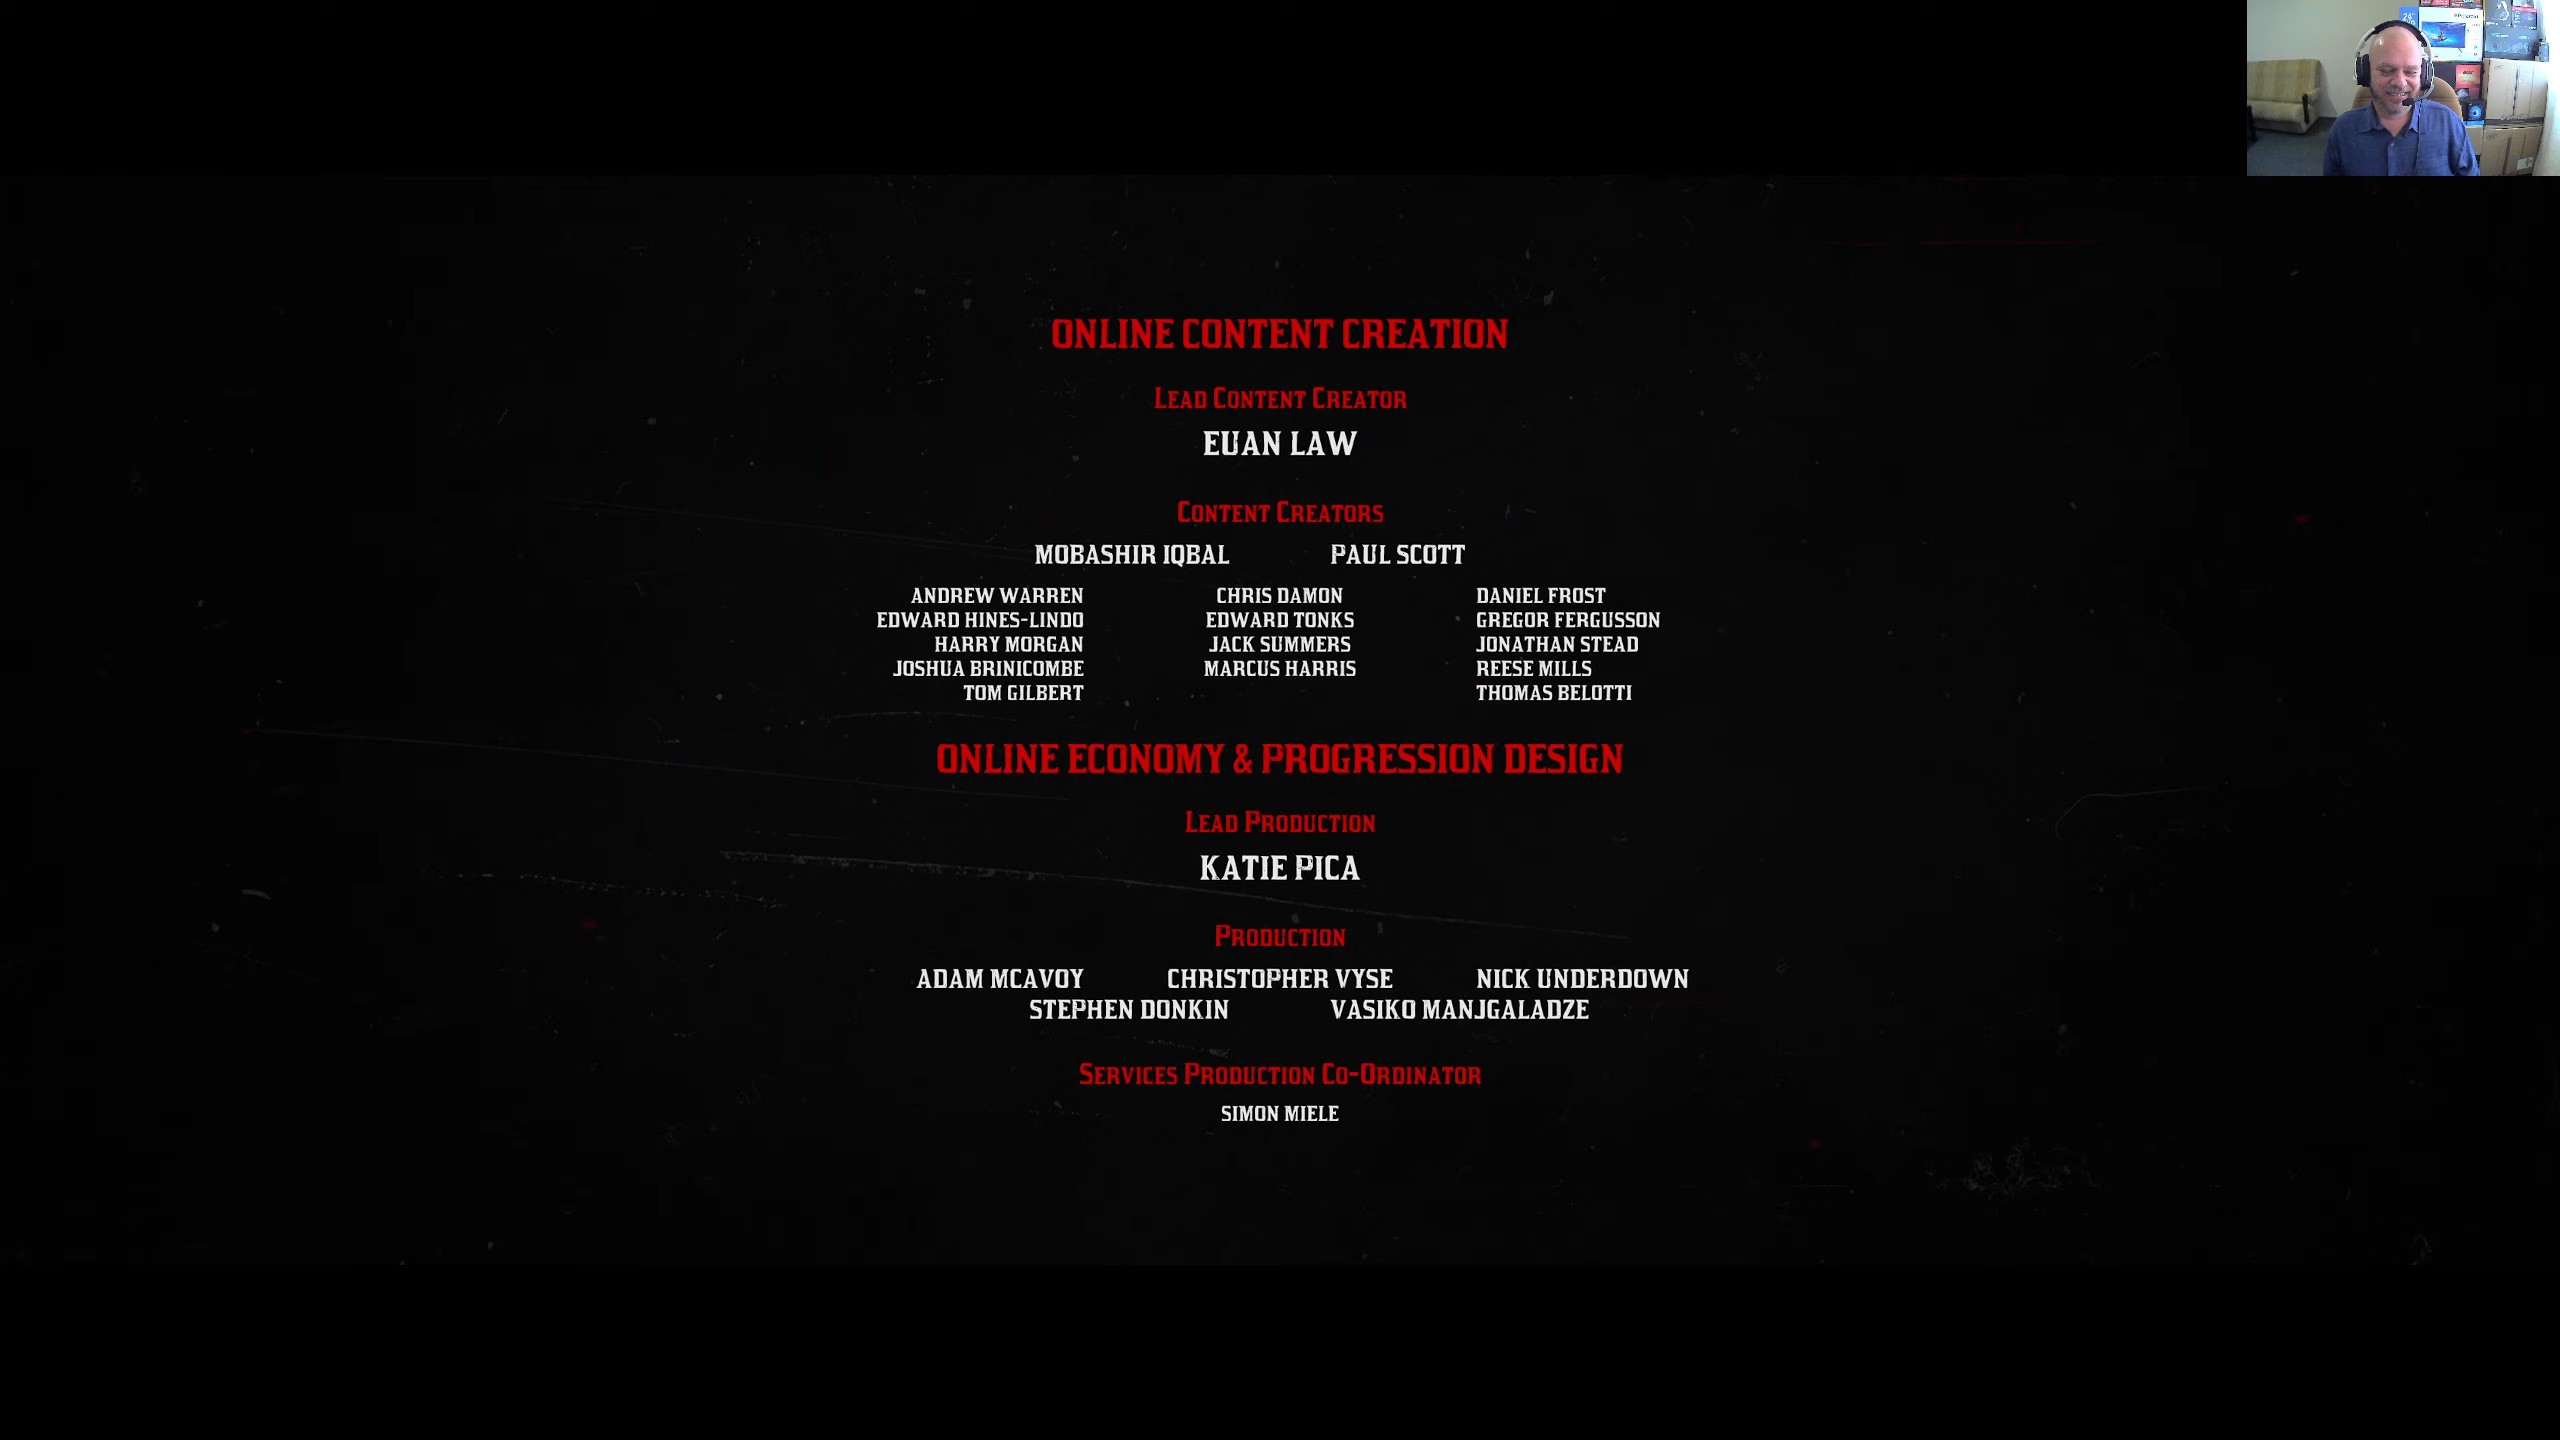 ONLINE CONTENT CREATION
LEAD CONTENT CREATOR
EUAN LAW
CONTENT CREATORS
MOBASHIR IQBAL PAUL SCOTT
ANDREW WARREN CHRIS DAMON DANIEL FROST
EDWARD HINES-LINDO EDWARD TONKS GREGOR FERGUSSON
HARRY MORGAN JACK SUMMERS JONATHAN STEAD
JOSHUA BRINICOMBE MARCUS HARRIS REESE MILLS
TOM GILBERT THOMAS BELOTTI
ONLINE ECONOMY & PROGRESSION DESIGN
LEAD PRODUCTION
KATIE PICA
PRODUCTION
ADAM MCAVOY CHRISTOPHER VYSE NICK UNDERDOWN
STEPHEN DONKIN VASIKO MANJGALADZE
SERVICES PRODUCTION CO-ORDINATOR
SIMON MIELE